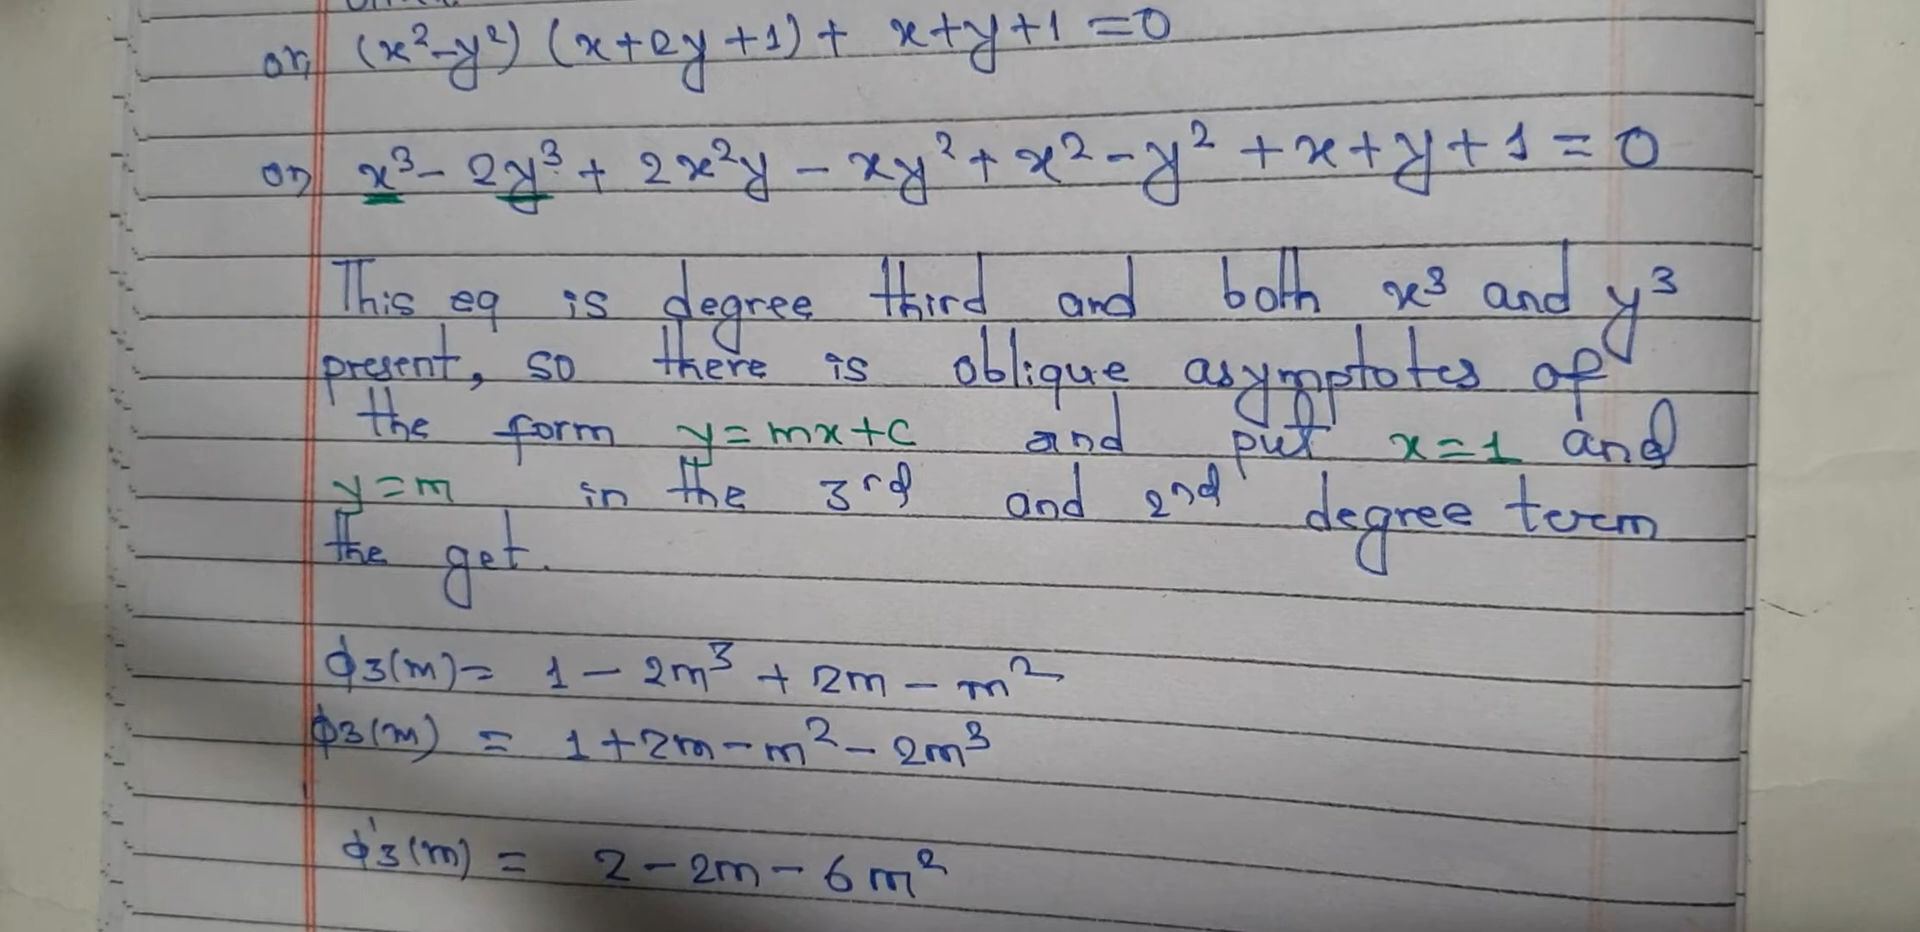 or, (x²-y²) (x+2y+1) + x+y+1=0
or, x³- 2y³ + 2x²y - xy² + x² - y² + x + y + 1 = 0
This eq is degree third and both x³ and y³
present, so there is oblique asymptotes of
the form y=mx+c and put x=1 and
y=m in the 3rd and 2nd degree term
the get.
ϕ3(m)= 1 - 2m³ + 2m - m²
ϕ3(m) = 1+2m-m²-2m³
ϕ'3(m) = 2-2m-6m²